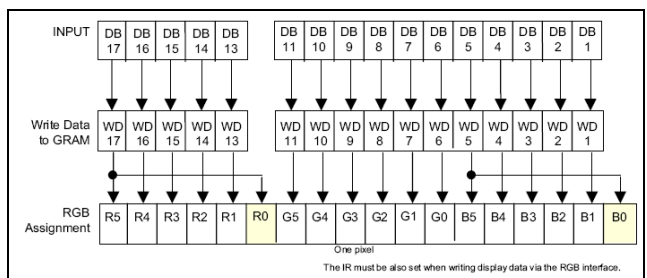 INPUT DB 17 DB 16 DB 15 DB 14 DB 13 DB 11 DB 10 DB 9 DB 8 DB 7 DB 6 DB 5 DB 4 DB 3 DB 2 DB 1
Write Data to GRAM WD 17 WD 16 WD 15 WD 14 WD 13 WD 11 WD 10 WD 9 WD 8 WD 7 WD 6 WD 5 WD 4 WD 3 WD 2 WD 1
RGB Assignment R5 R4 R3 R2 R1 R0 G5 G4 G3 G2 G1 G0 B5 B4 B3 B2 B1 B0
One pixel
The IR must be also set when writing display data via the RGB interface.